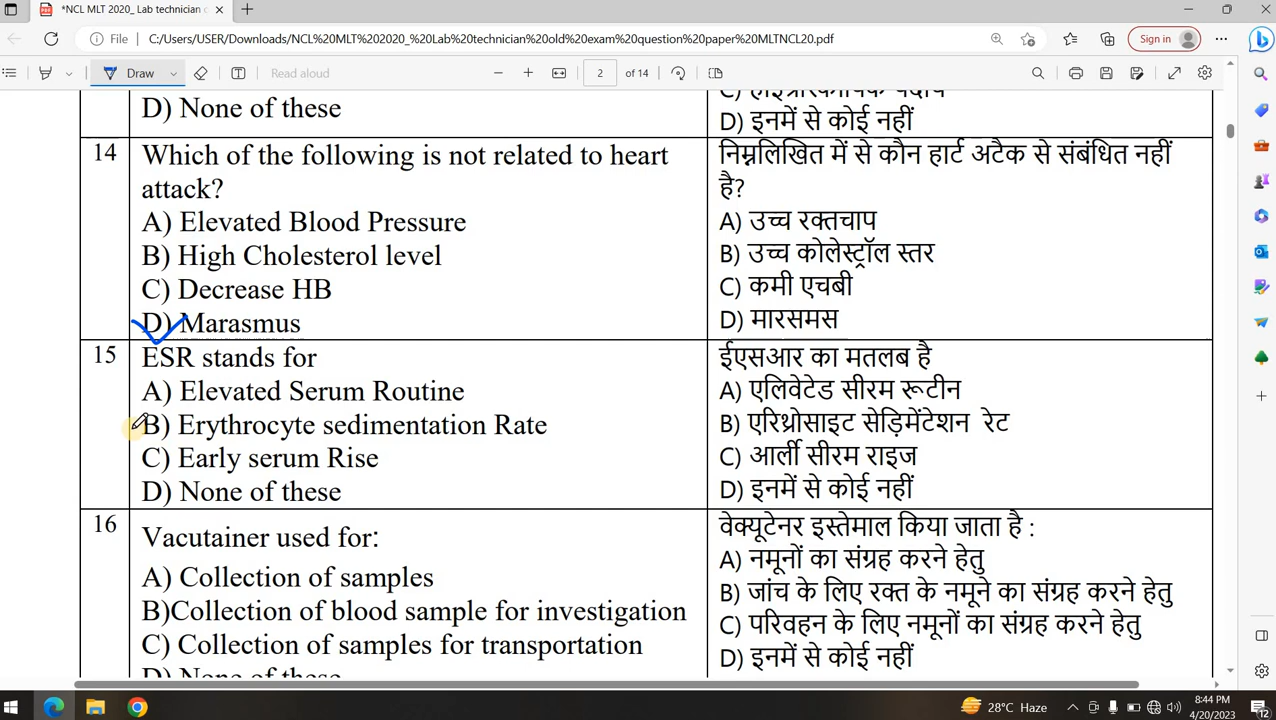 *NCL MLT 2020_ Lab technician c
File
C:/Users/USER/Downloads/NCL%20MLT%202020_%20Lab%20technician%20old%20exam%20question%20paper%20MLTNCL20.pdf
Sign in
Draw
Read aloud
2 of 14
D) None of these
D) इनमें से कोई नहीं
14
Which of the following is not related to heart
attack?
A) Elevated Blood Pressure
B) High Cholesterol level
C) Decrease HB
D) Marasmus
निम्नलिखित में से कौन हार्ट अटैक से संबंधित नहीं
है?
A) उच्च रक्तचाप
B) उच्च कोलेस्ट्रॉल स्तर
C) कमी एचबी
D) मारसमस
15
ESR stands for
A) Elevated Serum Routine
B) Erythrocyte sedimentation Rate
C) Early serum Rise
D) None of these
ईएसआर का मतलब है
A) एलिवेटेड सीरम रूटीन
B) एरिथ्रोसाइट सेड़िमेंटेशन रेट
C) आर्ली सीरम राइज
D) इनमें से कोई नहीं
16
Vacutainer used for:
A) Collection of samples
B)Collection of blood sample for investigation
C) Collection of samples for transportation
D) None of these
वेक्यूटेनर इस्तेमाल किया जाता है :
A) नमूनों का संग्रह करने हेतु
B) जांच के लिए रक्त के नमूने का संग्रह करने हेतु
C) परिवहन के लिए नमूनों का संग्रह करने हेतु
D) इनमें से कोई नहीं
28°C Haze
8:44 PM
4/20/2023
12